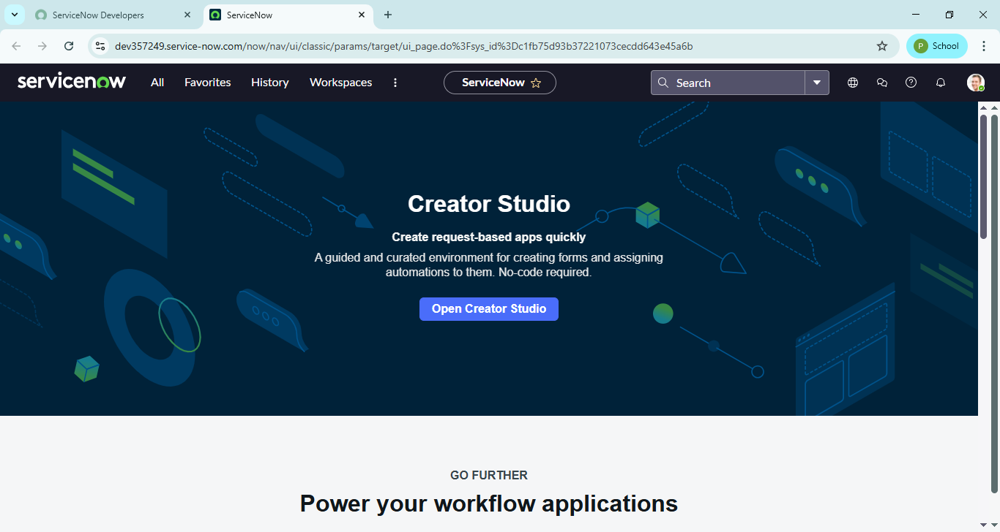 ServiceNow Developers
ServiceNow
dev357249.service-now.com/now/nav/ui/classic/params/target/ui_page.do%3Fsys_id%3Dc1fb75d93b37221073cecdd643e45a6b
P School
servicenow
All Favorites History Workspaces
ServiceNow
Search
Creator Studio
Create request-based apps quickly
A guided and curated environment for creating forms and assigning
automations to them. No-code required.
Open Creator Studio
GO FURTHER
Power your workflow applications